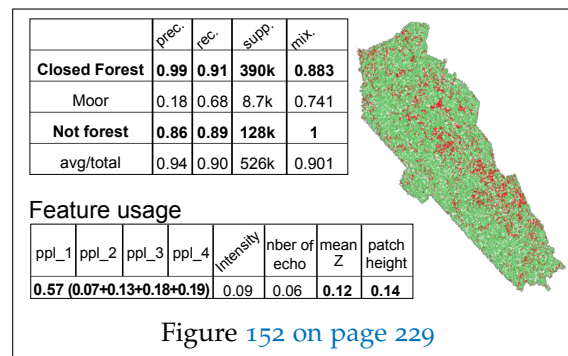 prec. rec. supp. mix.
Closed Forest 0.99 0.91 390k 0.883
Moor 0.18 0.68 8.7k 0.741
Not forest 0.86 0.89 128k 1
avg/total 0.94 0.90 526k 0.901
Feature usage
ppl_1 ppl_2 ppl_3 ppl_4 Intensity nber of echo mean Z patch height
0.57 (0.07+0.13+0.18+0.19) 0.09 0.06 0.12 0.14
Figure 152 on page 229